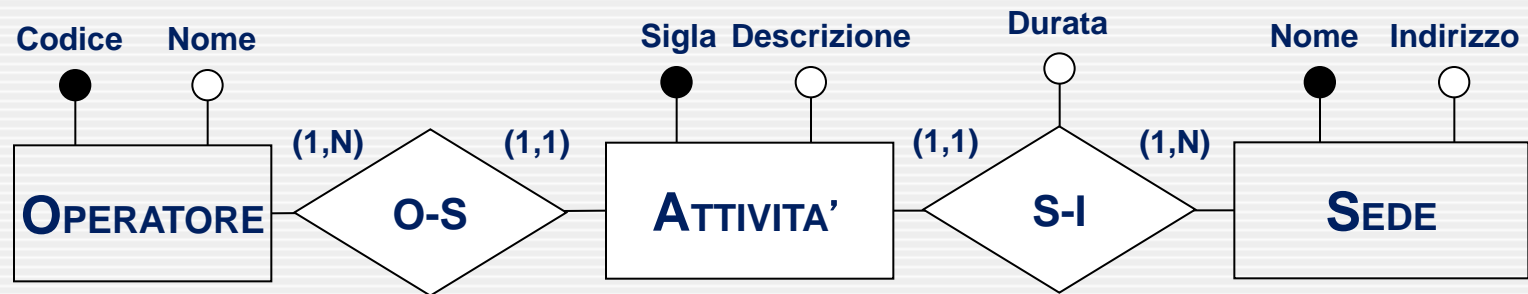 Codice Nome Sigla Descrizione Durata Nome Indirizzo
(1,N) (1,1) (1,1) (1,N)
OPERATORE O-S ATTIVITA’ S-I SEDE